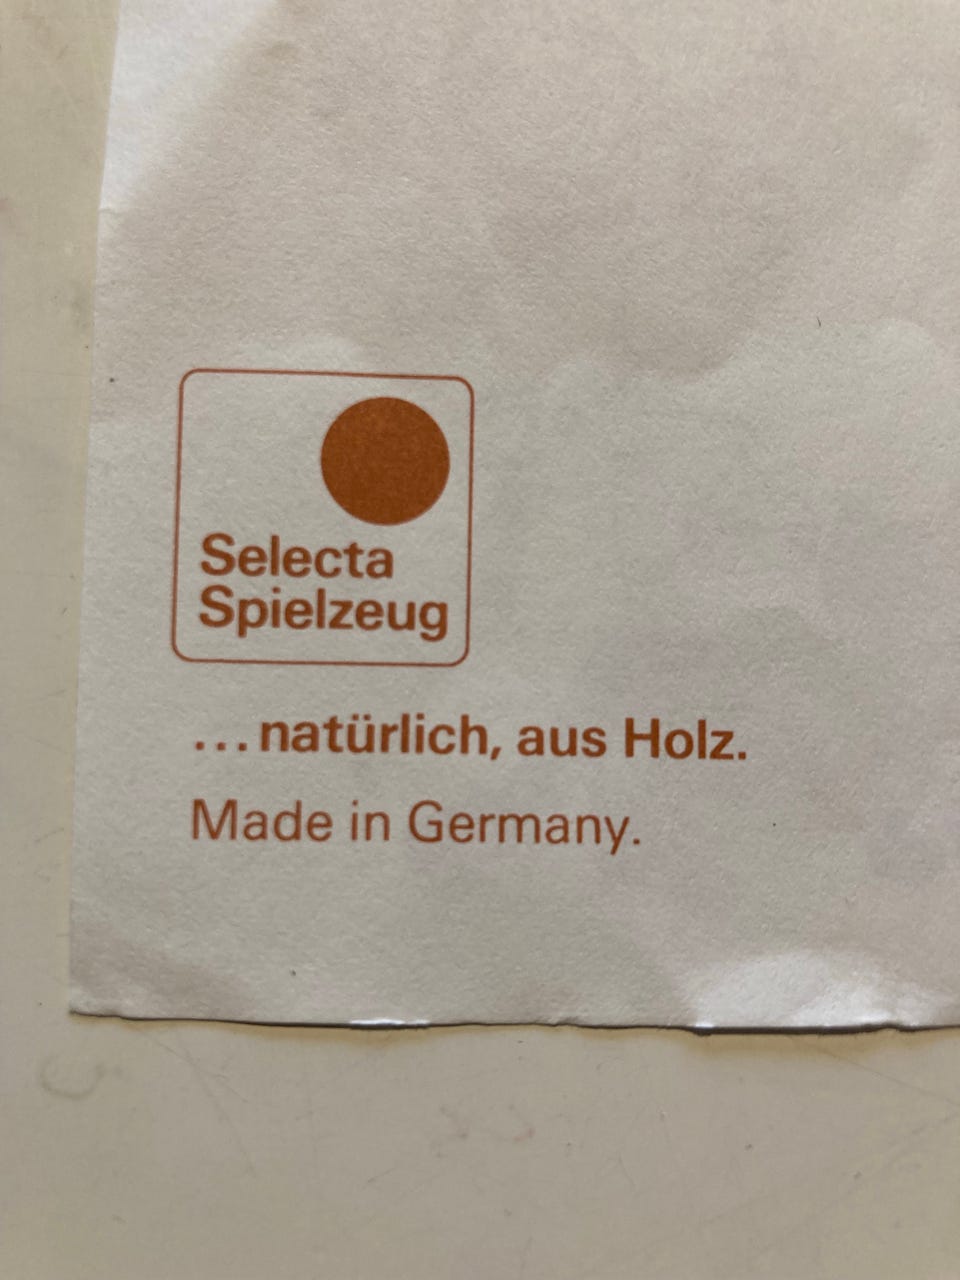 Selecta
Spielzeug
...natürlich, aus Holz.
Made in Germany.